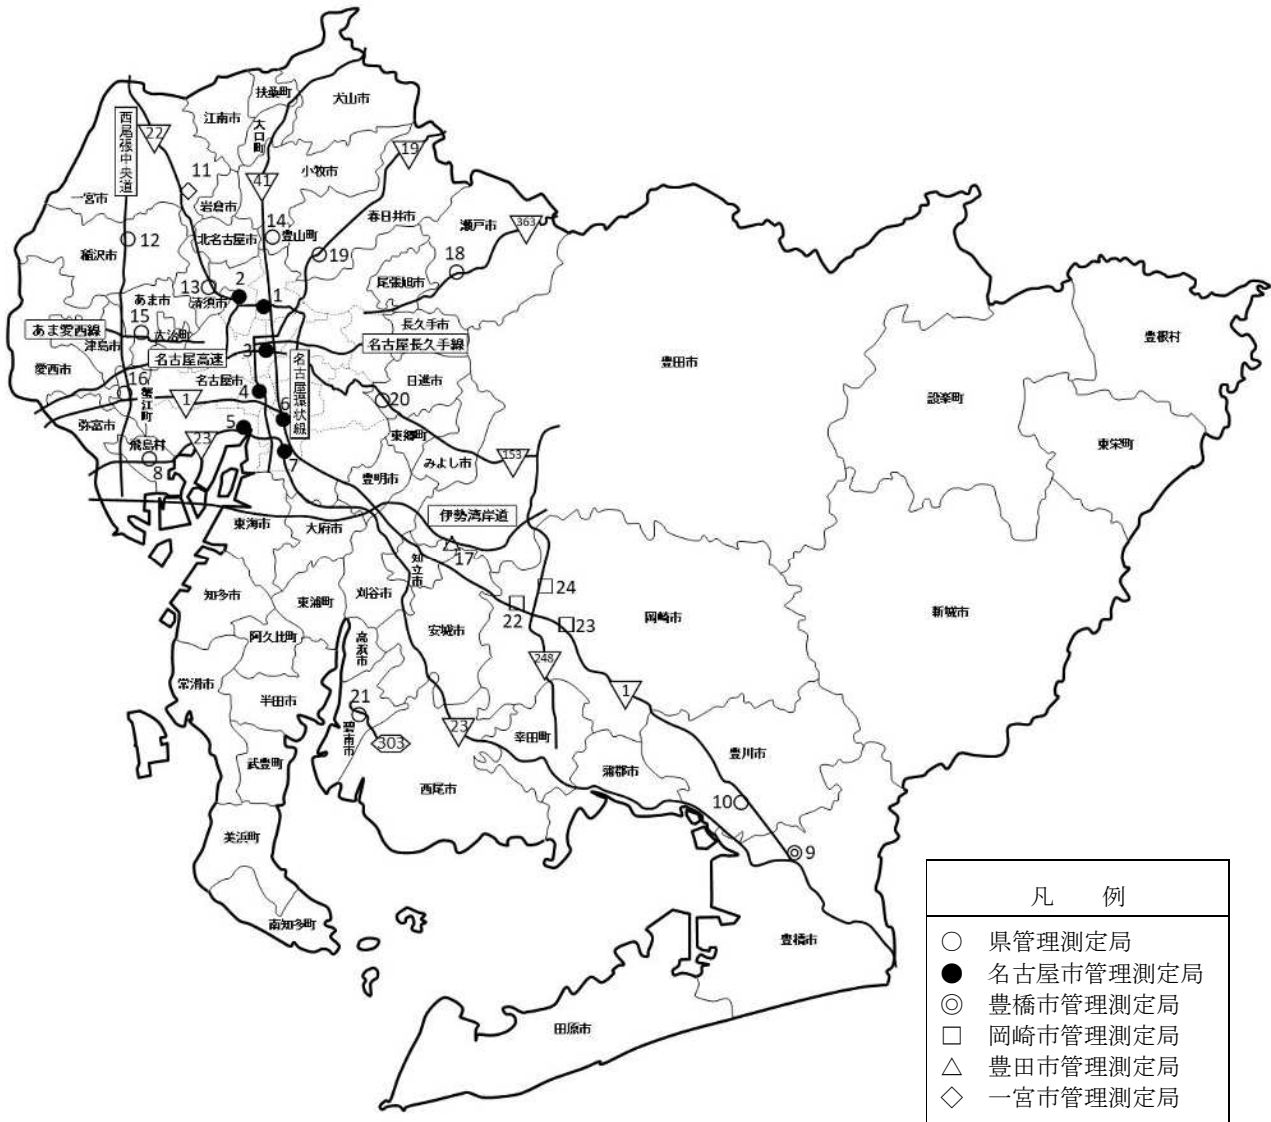 扶桑町
犬山市
江南市
大口町
西尾張中央道
22
19
小牧市
11
41
一宮市
岩倉市
春日井市
瀬戸市
363
14
豊山町
12
北名古屋市
稲沢市
19
18
尾張旭市
13
2
清須市
あま市
1
15
長久手市
あま愛西線
大治町
津島市
名古屋長久手線
3
名古屋高速
名古屋環状線
豊田市
豊根村
愛西市
名古屋市
日進市
16
蟹江町
4
設楽町
1
20
6
弥富市
5
東郷町
飛島村
23
東栄町
7
みよし市
153
8
豊明市
伊勢湾岸道
東海市
大府市
17
知立市
24
知多市
東浦町
刈谷市
22
23
岡崎市
新城市
阿久比町
高浜市
安城市
248
常滑市
1
半田市
21
碧南市
23
303
幸田町
豊川市
武豊町
蒲郡市
西尾市
10
美浜町
9
南知多町
豊橋市
田原市
凡 例
○ 県管理測定局
● 名古屋市管理測定局
◎ 豊橋市管理測定局
□ 岡崎市管理測定局
△ 豊田市管理測定局
◇ 一宮市管理測定局